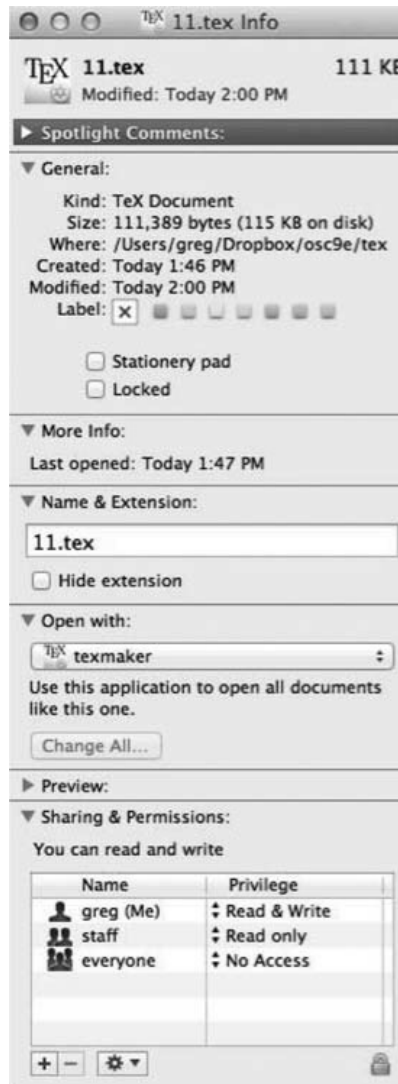 TEX 11.tex Info
TEX 11.tex 111 KB
Modified: Today 2:00 PM
Spotlight Comments:
General:
Kind: TeX Document
Size: 111,389 bytes (115 KB on disk)
Where: /Users/greg/Dropbox/osc9e/tex
Created: Today 1:46 PM
Modified: Today 2:00 PM
Label: x
Stationery pad
Locked
More Info:
Last opened: Today 1:47 PM
Name & Extension:
11.tex
Hide extension
Open with:
TEX texmaker
Use this application to open all documents
like this one.
Change All...
Preview:
Sharing & Permissions:
You can read and write
Name Privilege
greg (Me) Read & Write
staff Read only
everyone No Access
+ −